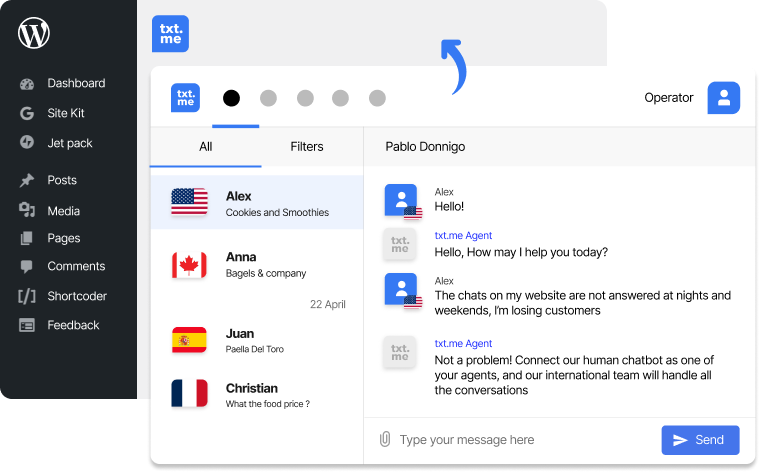 txt.
me
Dashboard
Site Kit
Jet pack
Posts
Media
Pages
Comments
Shortcoder
Feedback
txt.
me
Operator
All
Filters
Pablo Donnigo
Alex
Cookies and Smoothies
Anna
Bagels & company
22 April
Juan
Paella Del Toro
Christian
What the food price ?
Alex
Hello!
txt.
me
txt.me Agent
Hello, How may I help you today?
Alex
The chats on my website are not answered at nights and
weekends, I'm losing customers
txt.
me
txt.me Agent
Not a problem! Connect our human chatbot as one of
your agents, and our international team will handle all
the conversations
Type your message here
Send